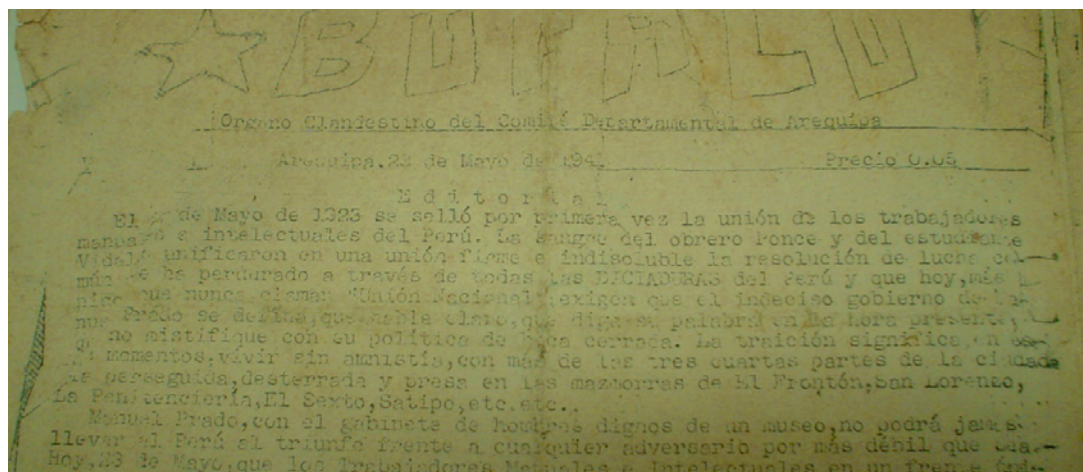 BUFALO
Organo Clandestino del Comité Departamental de Arequipa
Arequipa.23 de Mayo de 194
Precio 0.05
Editorial
El de Mayo de 1923 se selló por primera vez la unión de los trabajadores
e intelectuales del Perú. La sangre del obrero Ponce y del estudiante
Vidal unificaron en una unión firme e indisoluble la resolución de lucha
ha perdurado a través de todas las DICTADURAS del Perú y que hoy,más
que nunca claman "Unión Nacional",exigen que el indeciso gobierno de
Prado se defina,que hable claro,que diga su palabra en la hora presente,
no mistifique con su política de boca cerrada. La traición significa,en
momentos,vivir sin amnistía,con más de las tres cuartas partes de la ciudada
perseguida,desterrada y presa en las mazmorras de El Frontón,San Lorenzo,
La Penitenciería,El Sexto,Satipo,etc.etc..
Manuel Prado,con el gabinete de hombres dignos de un museo,no podrá jamás
llevar al Perú al triunfo frente a cualquier adversario por más débil que sea.-
Hoy,23 de Mayo,que los Trabajadores Manuales e Intelectuales en un